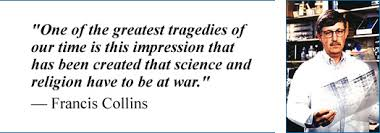 "One of the greatest tragedies of
our time is this impression that
has been created that science and
religion have to be at war."
— Francis Collins